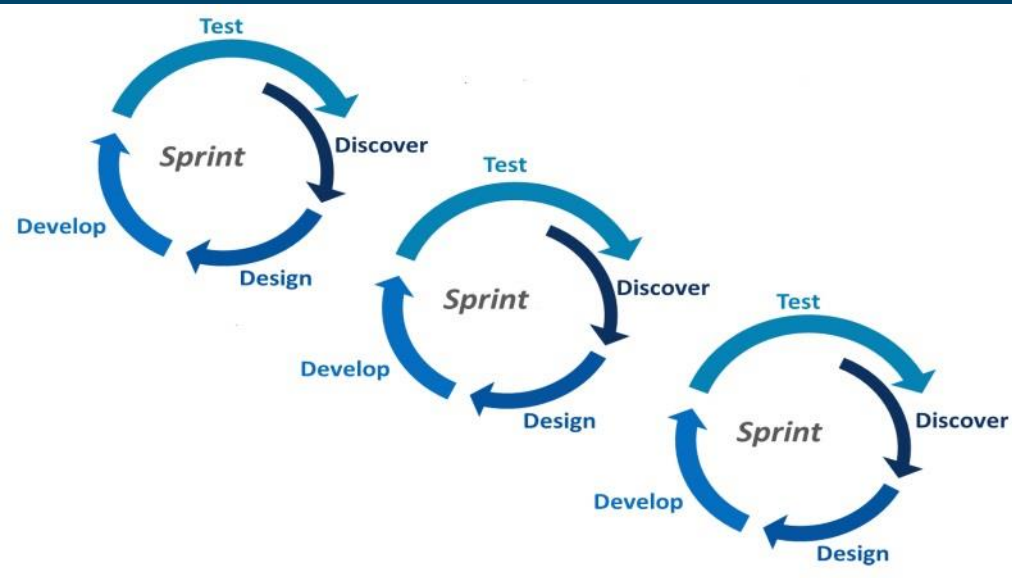 Test
Discover
Sprint
Develop
Design
Test
Discover
Sprint
Develop
Design
Test
Discover
Sprint
Develop
Design